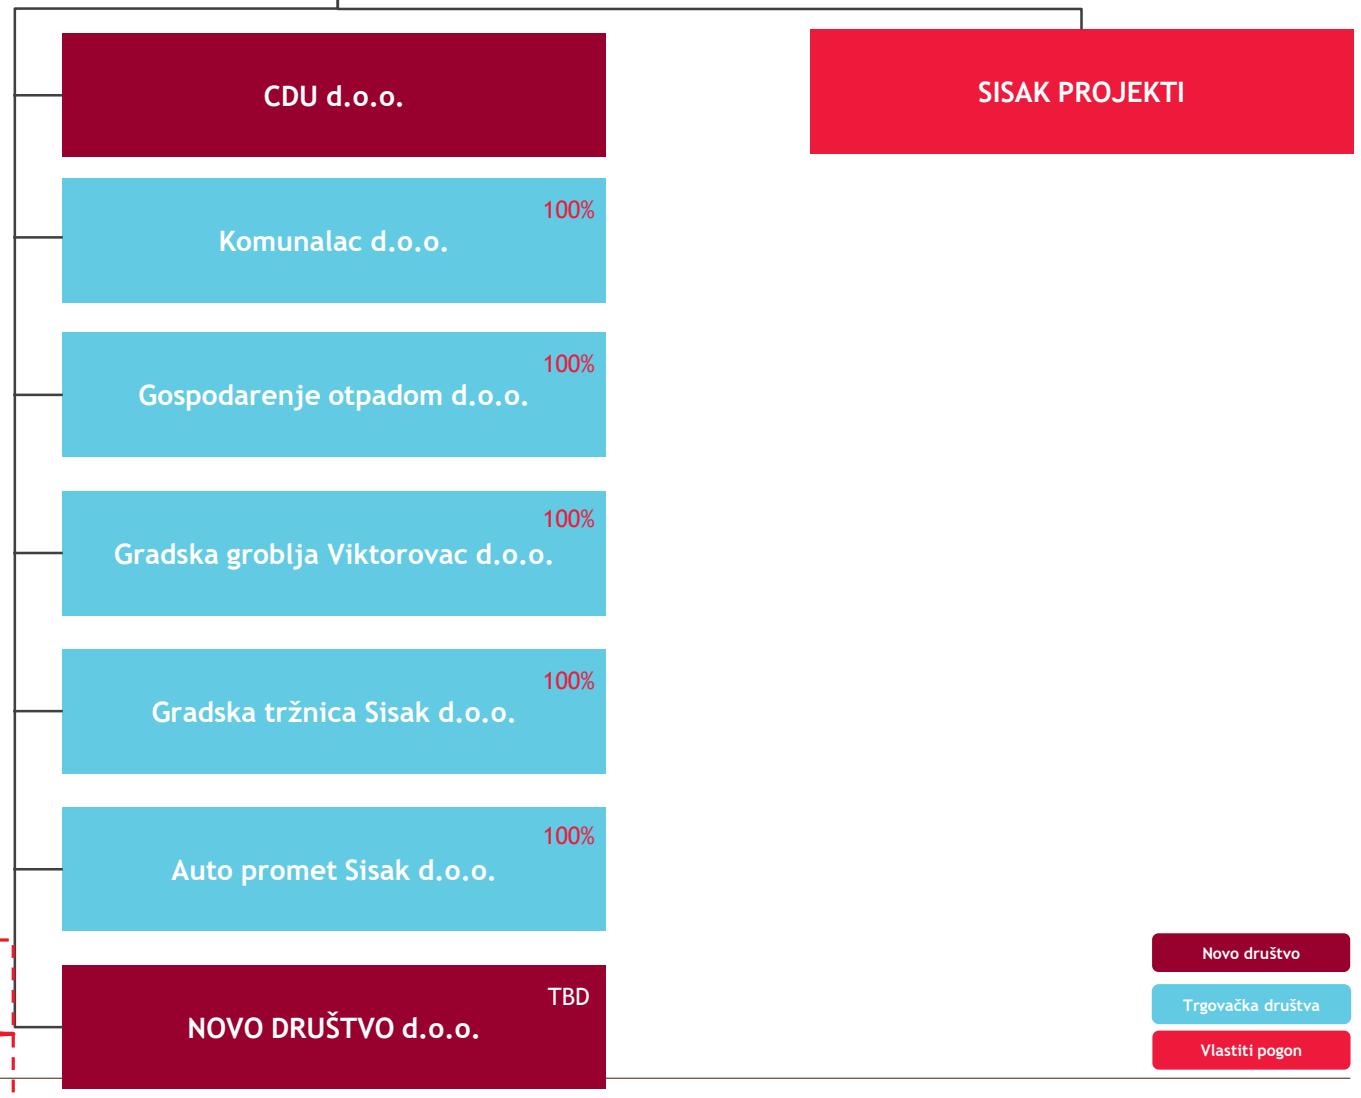 CDU d.o.o.
SISAK PROJEKTI
100%
Komunalac d.o.o.
100%
Gospodarenje otpadom d.o.o.
100%
Gradska groblja Viktorovac d.o.o.
100%
Gradska tržnica Sisak d.o.o.
100%
Auto promet Sisak d.o.o.
TBD
NOVO DRUŠTVO d.o.o.
Novo društvo
Trgovačka društva
Vlastiti pogon